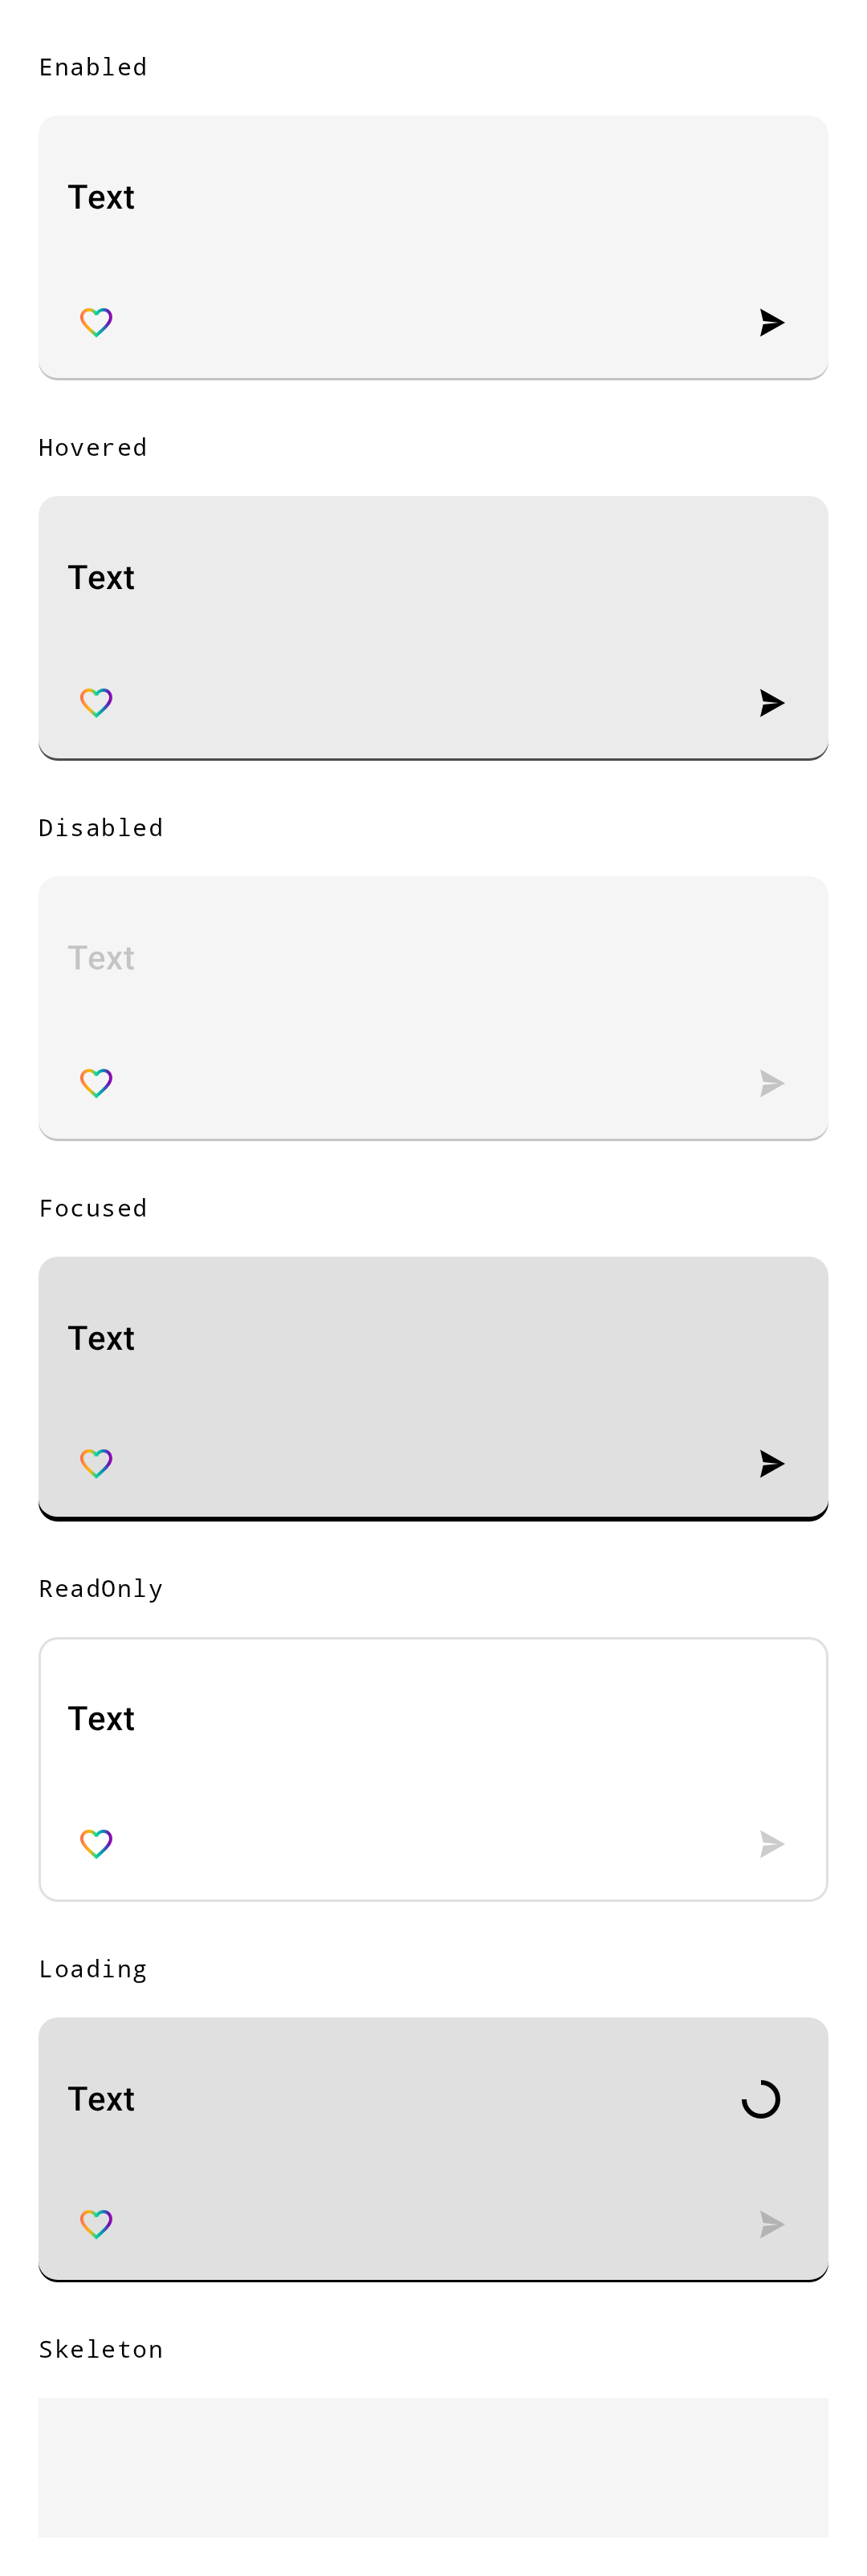 Enabled
Text
Hovered
Text
Disabled
Text
Focused
Text
ReadOnly
Text
Loading
Text
Skeleton